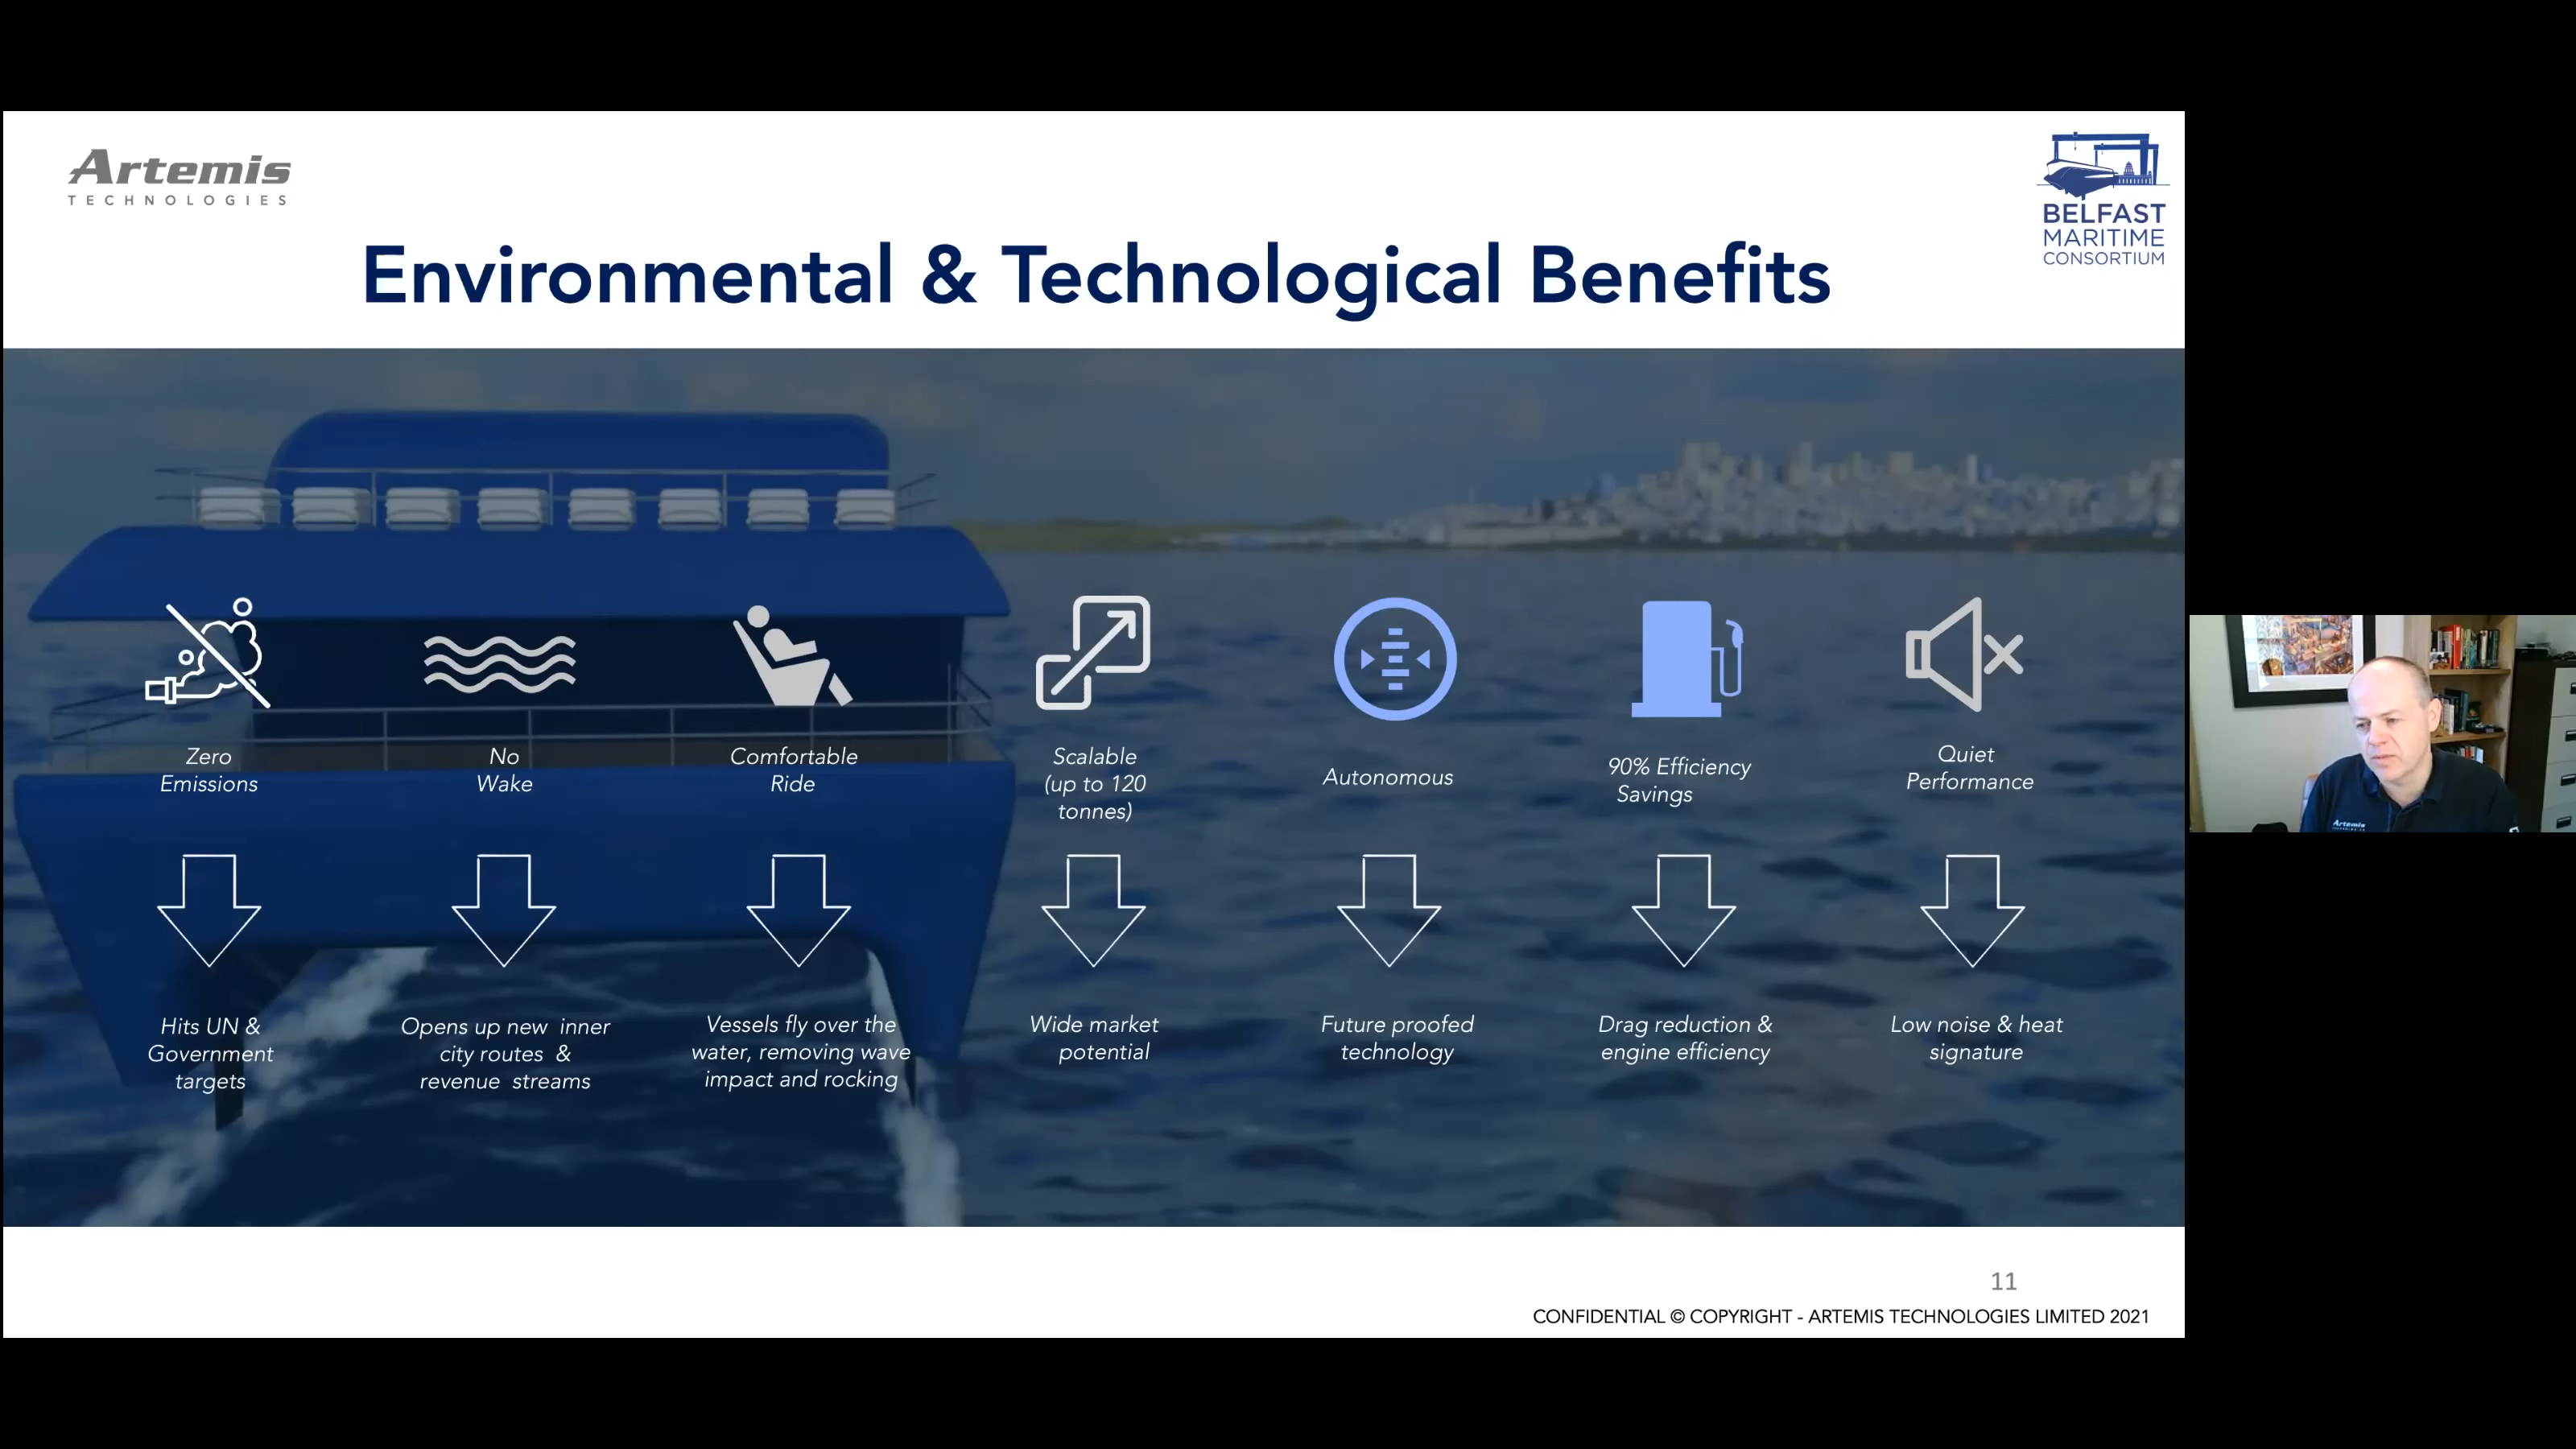 Artemis
TECHNOLOGIES
BELFAST
MARITIME
CONSORTIUM
Environmental & Technological Benefits
Zero
Emissions
No
Wake
Comfortable
Ride
Scalable
(up to 120
tonnes)
Autonomous
90% Efficiency
Savings
Quiet
Performance
Hits UN &
Government
targets
Opens up new inner
city routes &
revenue streams
Vessels fly over the
water, removing wave
impact and rocking
Wide market
potential
Future proofed
technology
Drag reduction &
engine efficiency
Low noise & heat
signature
Artemis
11
CONFIDENTIAL © COPYRIGHT - ARTEMIS TECHNOLOGIES LIMITED 2021